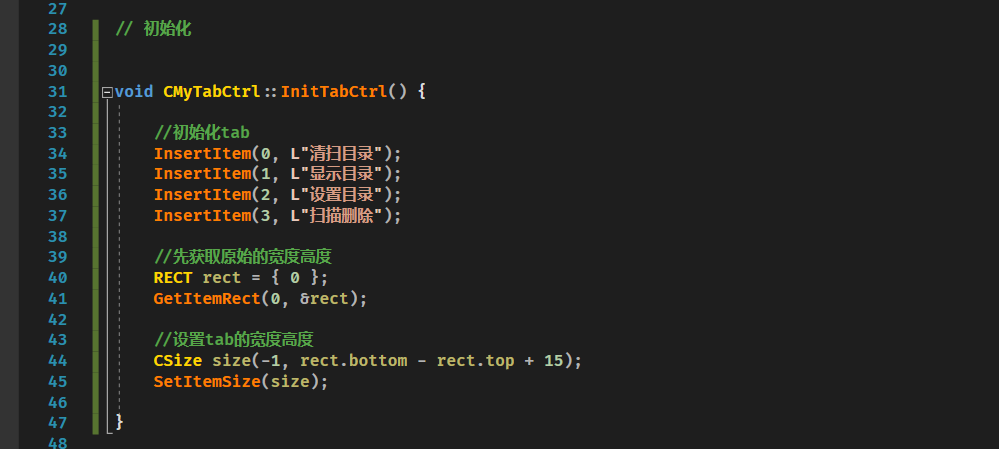 27
28 // 初始化
29
30
31 void CMyTabCtrl::InitTabCtrl() {
32
33 //初始化tab
34 InsertItem(0, L"清扫目录");
35 InsertItem(1, L"显示目录");
36 InsertItem(2, L"设置目录");
37 InsertItem(3, L"扫描删除");
38
39 //先获取原始的宽度高度
40 RECT rect = { 0 };
41 GetItemRect(0, &rect);
42
43 //设置tab的宽度高度
44 CSize size(-1, rect.bottom - rect.top + 15);
45 SetItemSize(size);
46
47 }
48